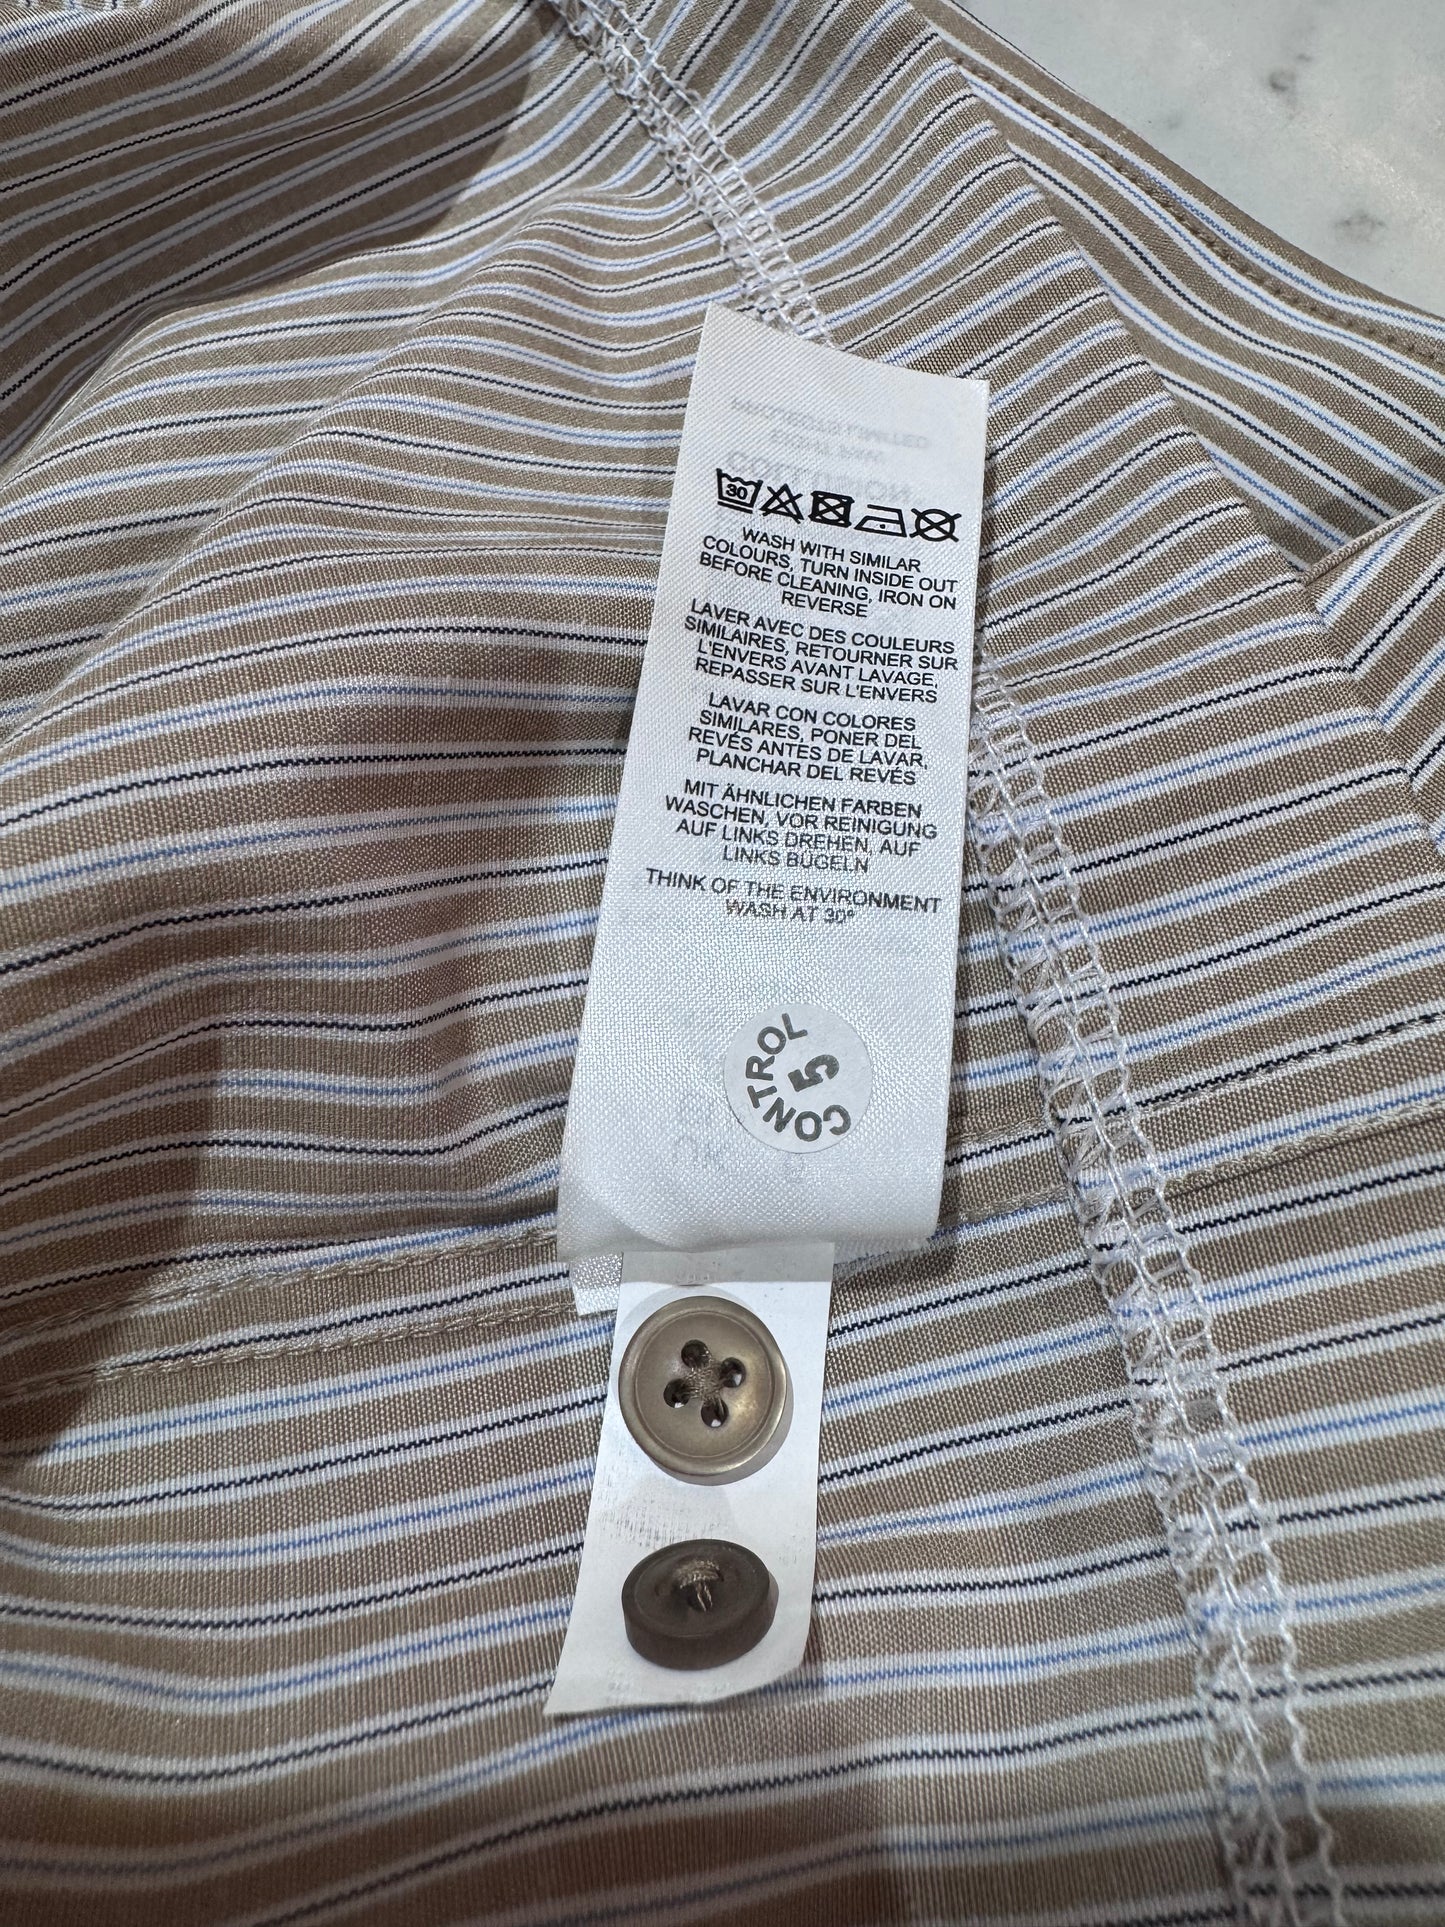 30
WASH WITH SIMILAR
COLOURS, TURN INSIDE OUT
BEFORE CLEANING, IRON ON
REVERSE
LAVER AVEC DES COULEURS
SIMILAIRES, RETOURNER SUR
L'ENVERS AVANT LAVAGE,
REPASSER SUR L'ENVERS
LAVAR CON COLORES
SIMILARES, PONER DEL
REVÉS ANTES DE LAVAR,
PLANCHAR DEL REVÉS
MIT ÄHNLICHEN FARBEN
WASCHEN, VOR REINIGUNG
AUF LINKS DREHEN, AUF
LINKS BÜGELN
THINK OF THE ENVIRONMENT
WASH AT 30°
CONTROL
5